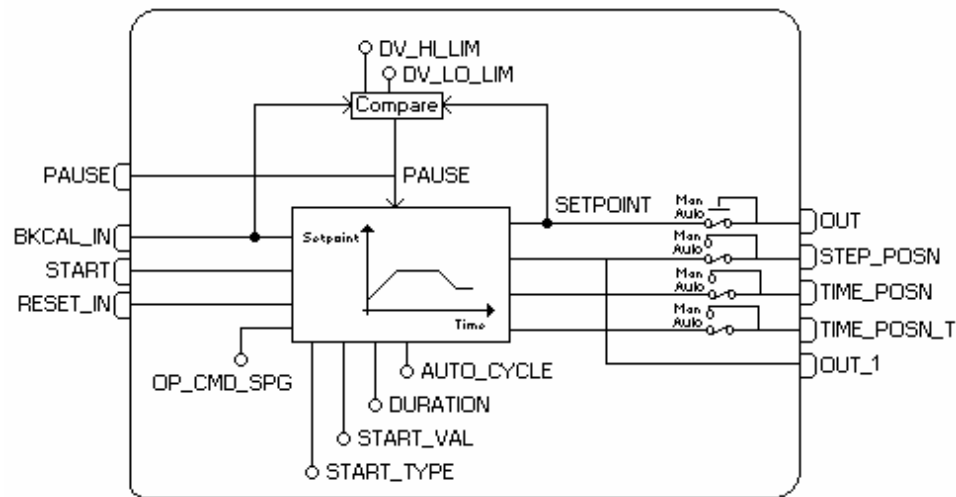 DV_HI_LIM
DV_LO_LIM
Compare
PAUSE
PAUSE
SETPOINT
Man
Auto
OUT
BKCAL_IN
Setpoint
Man
Auto
STEP_POSN
START
Man
Auto
TIME_POSN
RESET_IN
Time
Man
Auto
TIME_POSN_T
OP_CMD_SPG
AUTO_CYCLE
OUT_1
DURATION
START_VAL
START_TYPE